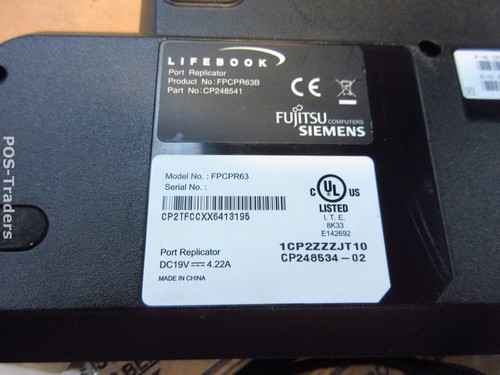 LIFEBOOK
Port Replicator
Product No: FPCPR63B
Part No: CP248541
CE
FUJITSU COMPUTERS
SIEMENS
Model No. : FPCPR63
Serial No. :
CP2TFCCXX6413195
C UL US
LISTED
I. T. E.
8K33
E142692
Port Replicator
DC19V 4.22A
MADE IN CHINA
1CP2ZZZJT10
CP248534-02
POS-Traders
P/N